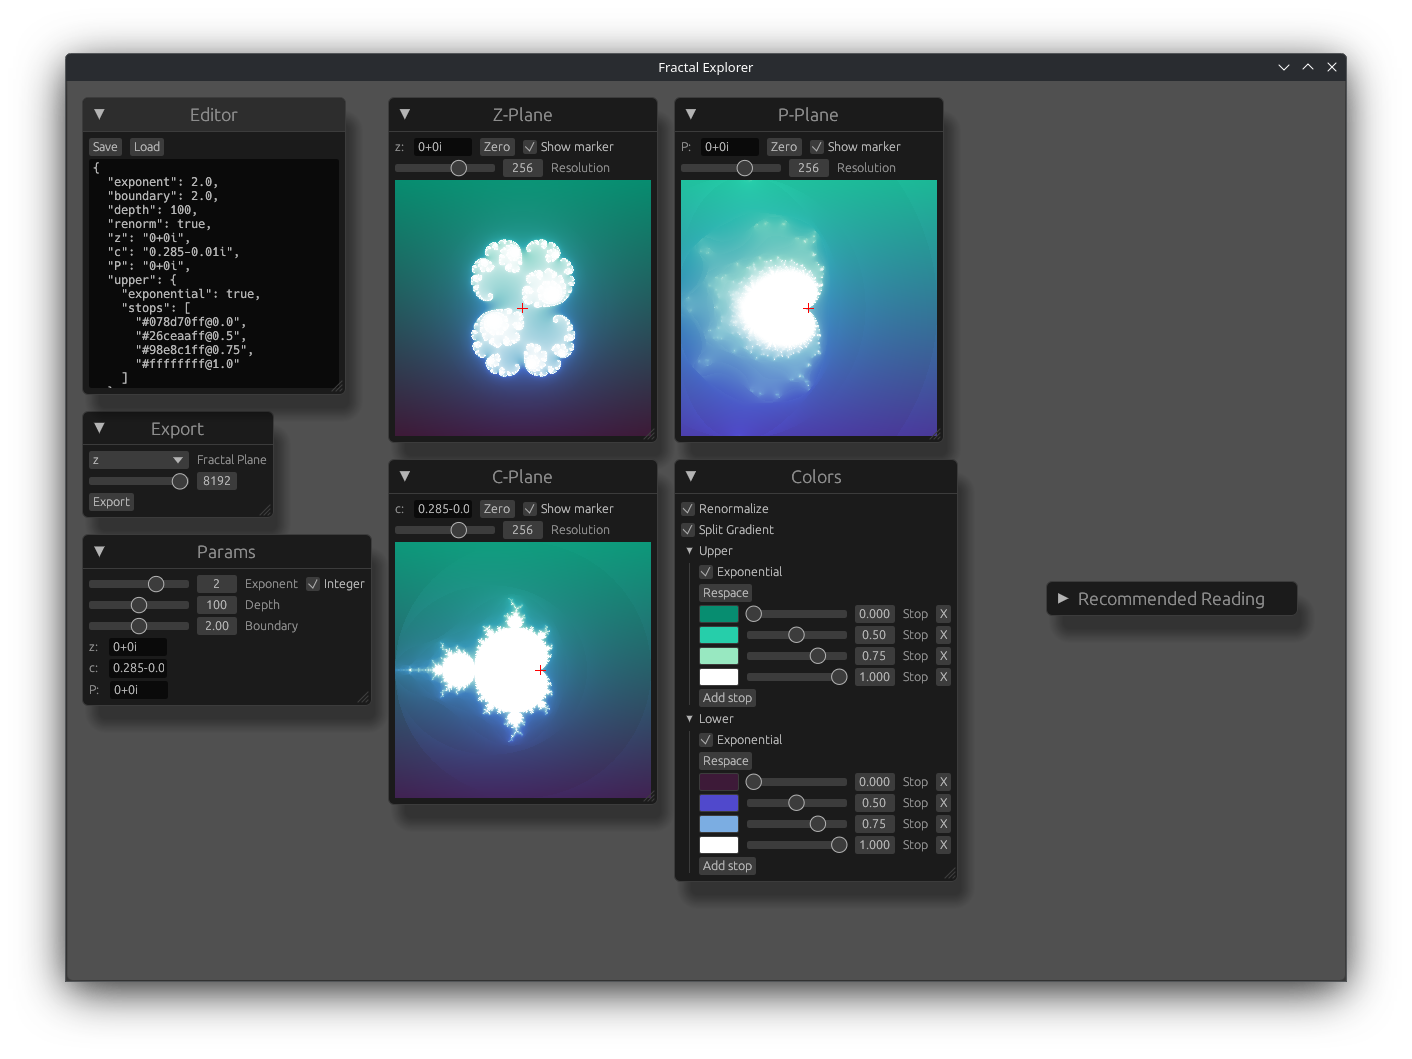 Fractal Explorer
Editor
Save Load
{
"exponent": 2.0,
"boundary": 2.0,
"depth": 100,
"renorm": true,
"z": "0+0i",
"c": "0.285-0.01i",
"P": "0+0i",
"upper": {
"exponential": true,
"stops": [
"#078d70ff@0.0",
"#26ceaaff@0.5",
"#98e8c1ff@0.75",
"#ffffffff@1.0"
]
Export
z Fractal Plane
8192
Export
Params
2 Exponent Integer
100 Depth
2.00 Boundary
z: 0+0i
c: 0.285-0.0
P: 0+0i
Z-Plane
z: 0+0i Zero Show marker
256 Resolution
C-Plane
c: 0.285-0.0 Zero Show marker
256 Resolution
P-Plane
P: 0+0i Zero Show marker
256 Resolution
Colors
Renormalize
Split Gradient
Upper
Exponential
Respace
0.000 Stop X
0.50 Stop X
0.75 Stop X
1.000 Stop X
Add stop
Lower
Exponential
Respace
0.000 Stop X
0.50 Stop X
0.75 Stop X
1.000 Stop X
Add stop
Recommended Reading